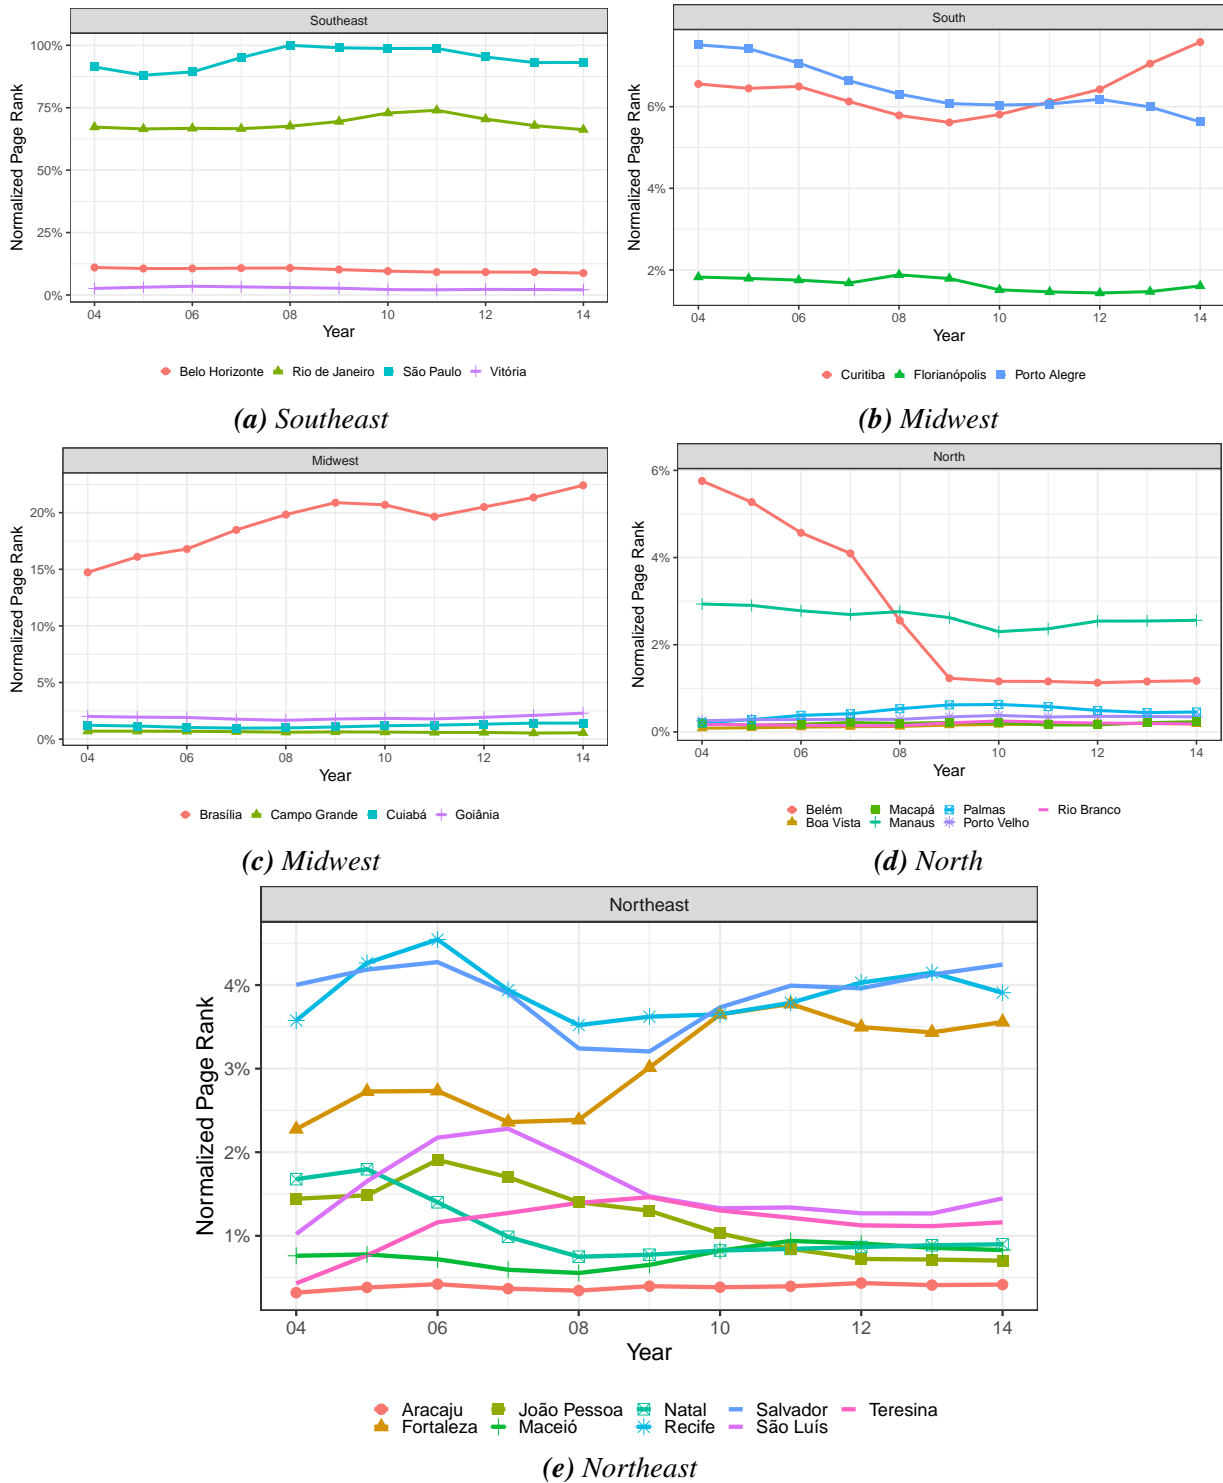 Southeast
100%
75%
50%
25%
0%
Normalized Page Rank
04 06 08 10 12 14
Year
Belo Horizonte Rio de Janeiro São Paulo Vitória
(a) Southeast
South
6%
4%
2%
Normalized Page Rank
04 06 08 10 12 14
Year
Curitiba Florianópolis Porto Alegre
(b) Midwest
Midwest
20%
15%
10%
5%
0%
Normalized Page Rank
04 06 08 10 12 14
Year
Brasília Campo Grande Cuiabá Goiânia
(c) Midwest
North
6%
4%
2%
0%
Normalized Page Rank
04 06 08 10 12 14
Year
Belém Macapá Palmas Rio Branco
Boa Vista Manaus Porto Velho
(d) North
Northeast
4%
3%
2%
1%
Normalized Page Rank
04 06 08 10 12 14
Year
Aracaju João Pessoa Natal Salvador Teresina
Fortaleza Maceió Recife São Luís
(e) Northeast